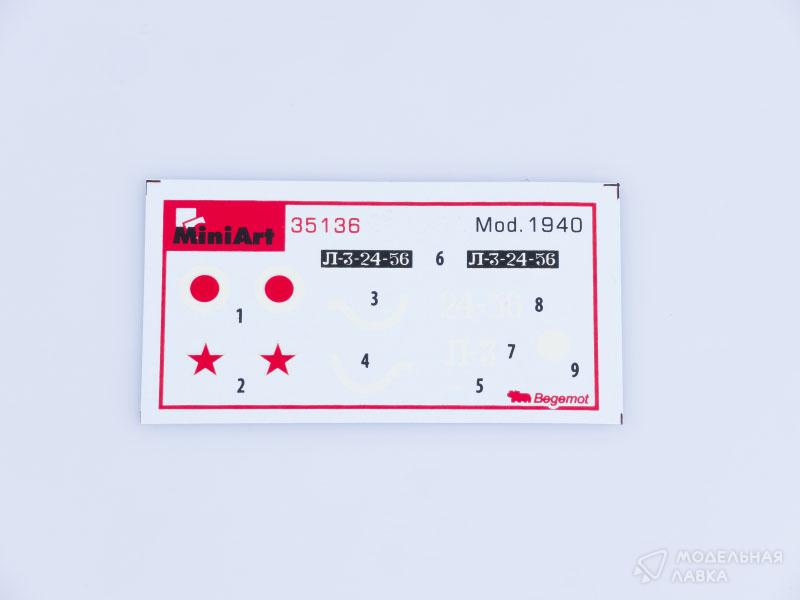 MiniArt 35136 Mod. 1940
Л-3-24-56 6 Л-3-24-56
1 3 24-56 8
2 4 Л-3 7 9
5
Begemot
МОДЕЛЬНАЯ
ЛАВКА